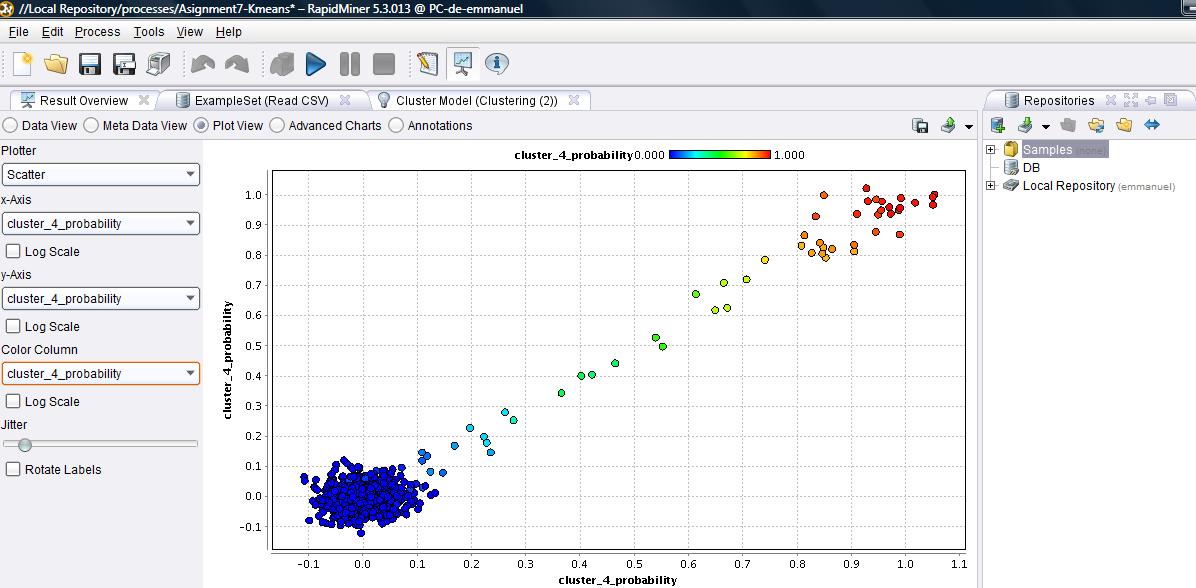 //Local Repository/processes/Asignment7-Kmeans* – RapidMiner 5.3.013 @ PC-de-emmanuel
File Edit Process Tools View Help
Result Overview ExampleSet (Read CSV) Cluster Model (Clustering (2)) Repositories
Data View Meta Data View Plot View Advanced Charts Annotations
Plotter
Scatter
x-Axis
cluster_4_probability
Log Scale
y-Axis
cluster_4_probability
Log Scale
Color Column
cluster_4_probability
Log Scale
Jitter
Rotate Labels
cluster_4_probability 0.000 1.000
cluster_4_probability
1.0
0.9
0.8
0.7
0.6
0.5
0.4
0.3
0.2
0.1
0.0
-0.1
-0.1 0.0 0.1 0.2 0.3 0.4 0.5 0.6 0.7 0.8 0.9 1.0 1.1
cluster_4_probability
Samples (none)
DB
Local Repository (emmanuel)